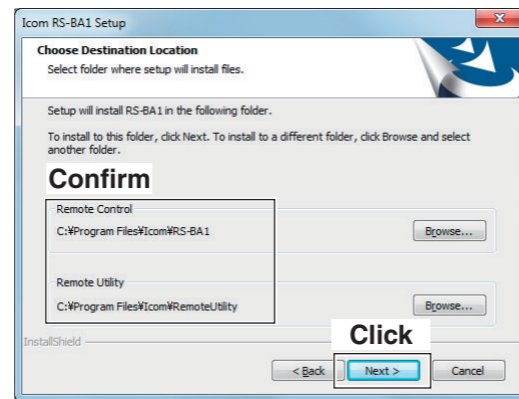 Icom RS-BA1 Setup
Choose Destination Location
Select folder where setup will install files.
Setup will install RS-BA1 in the following folder.
To install to this folder, click Next. To install to a different folder, click Browse and select
another folder.
Confirm
Remote Control
C:¥Program Files¥Icom¥RS-BA1
Browse...
Remote Utility
C:¥Program Files¥Icom¥RemoteUtility
Browse...
Click
InstallShield
< Back
Next >
Cancel